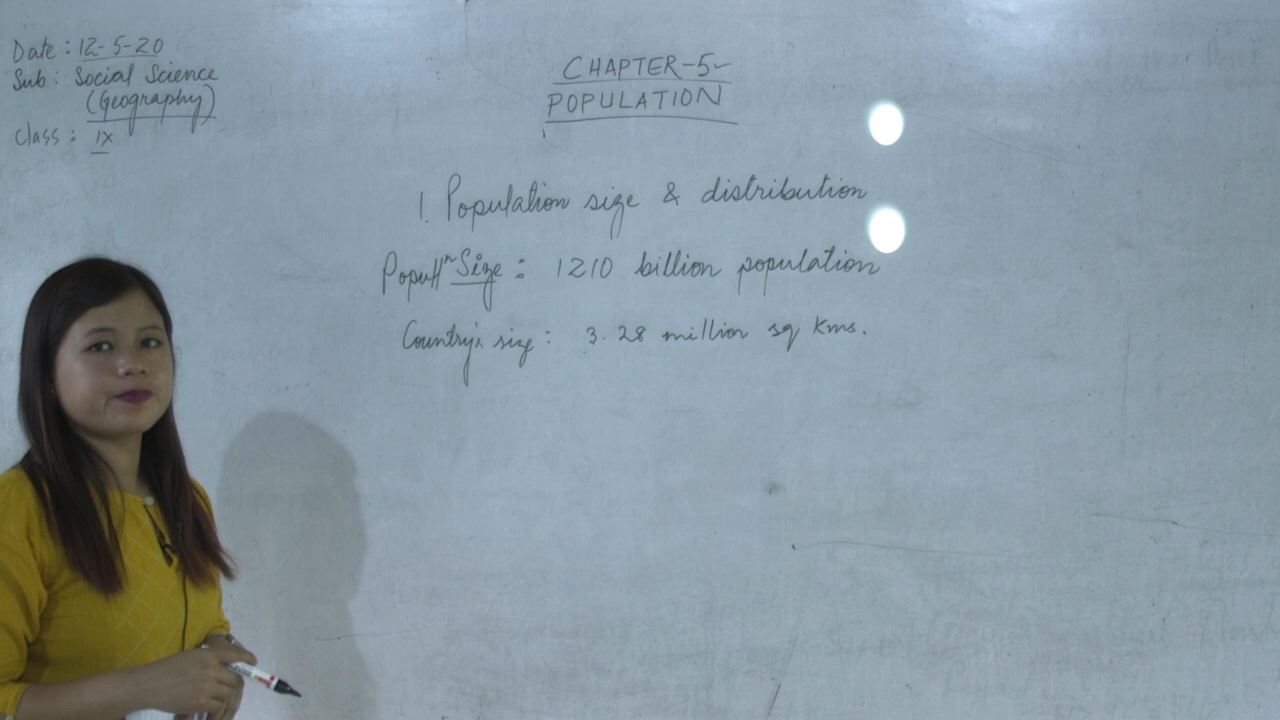 Date : 12-5-20
Sub : Social Science
(Geography)
Class : IX
CHAPTER-5
POPULATION
1. Population size & distribution
Popultⁿ Size : 1210 billion population
Country's size : 3.28 million sq Kms.